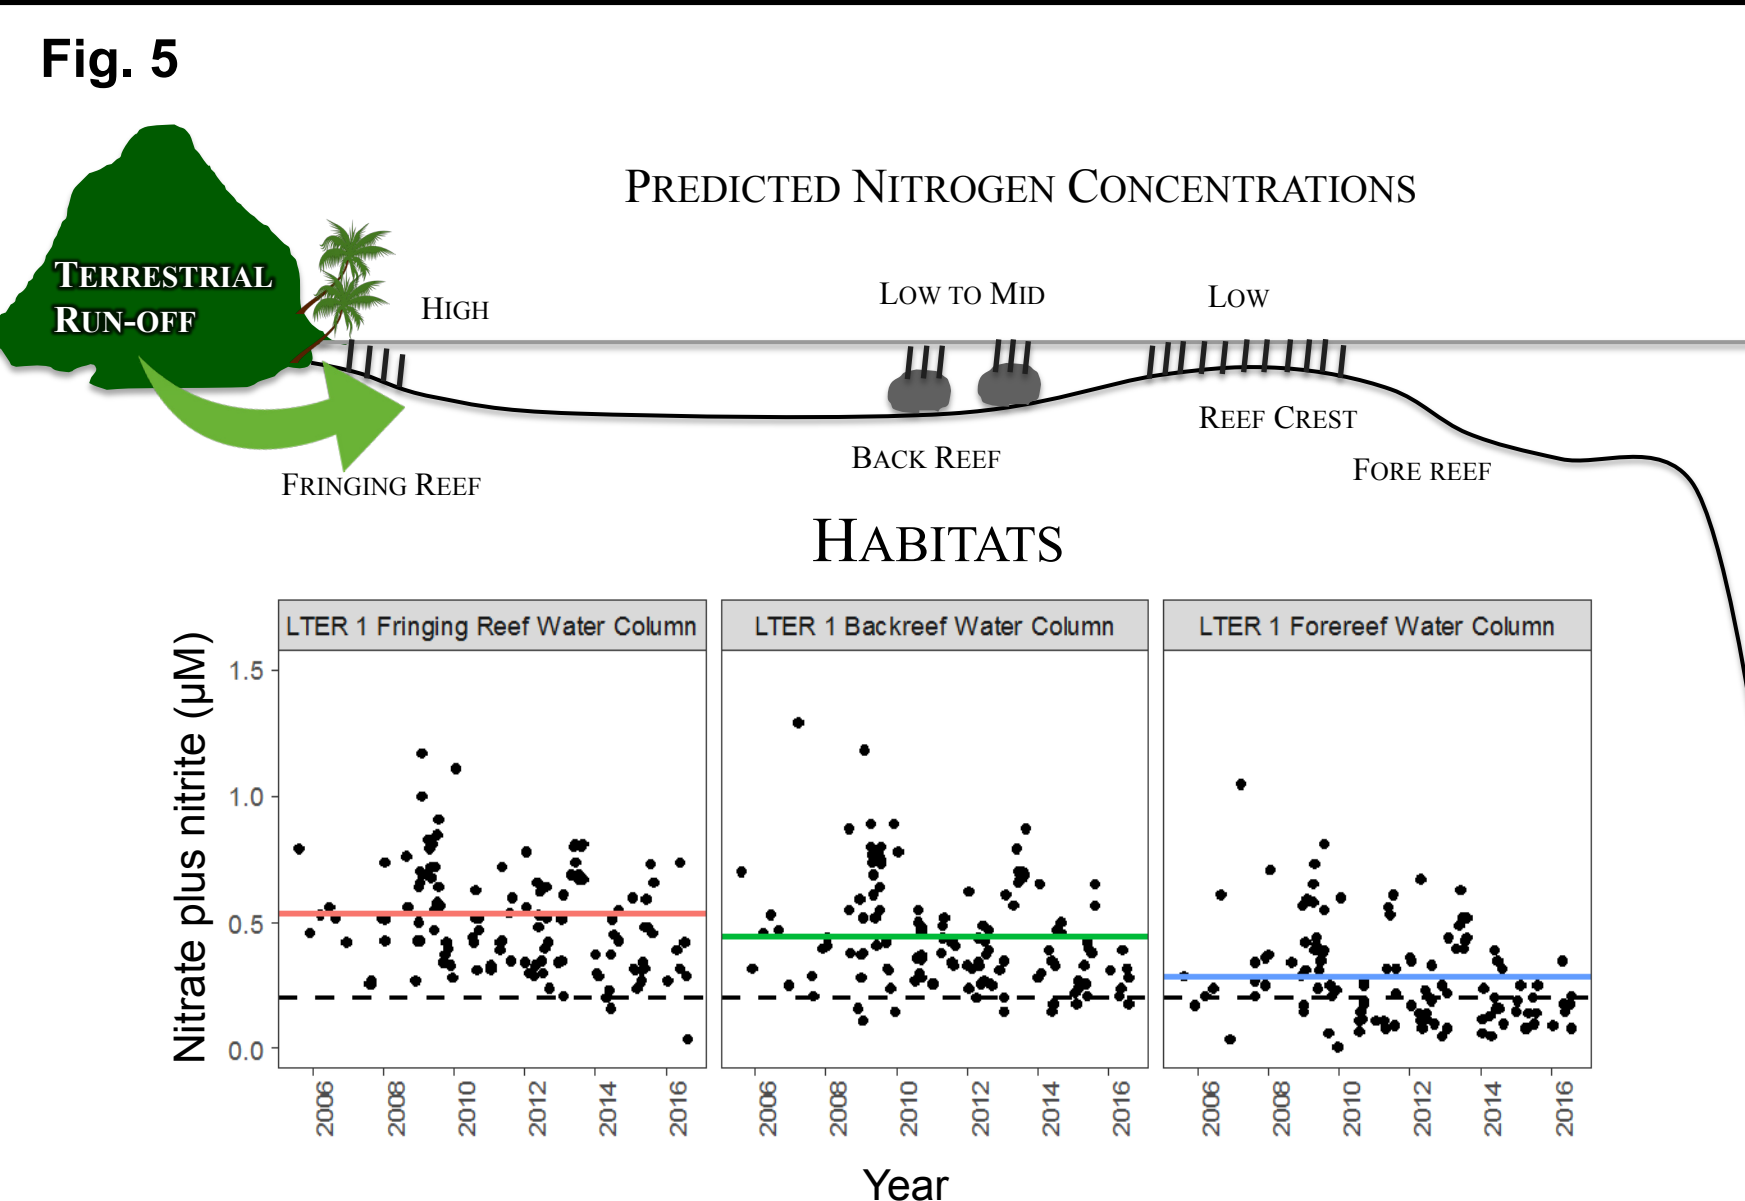 Fig. 5
PREDICTED NITROGEN CONCENTRATIONS
TERRESTRIAL
RUN-OFF
HIGH
LOW TO MID
LOW
FRINGING REEF
BACK REEF
REEF CREST
FORE REEF
HABITATS
LTER 1 Fringing Reef Water Column
LTER 1 Backreef Water Column
LTER 1 Forereef Water Column
Nitrate plus nitrite (µM)
1.5
1.0
0.5
0.0
2006 2008 2010 2012 2014 2016
2006 2008 2010 2012 2014 2016
2006 2008 2010 2012 2014 2016
Year